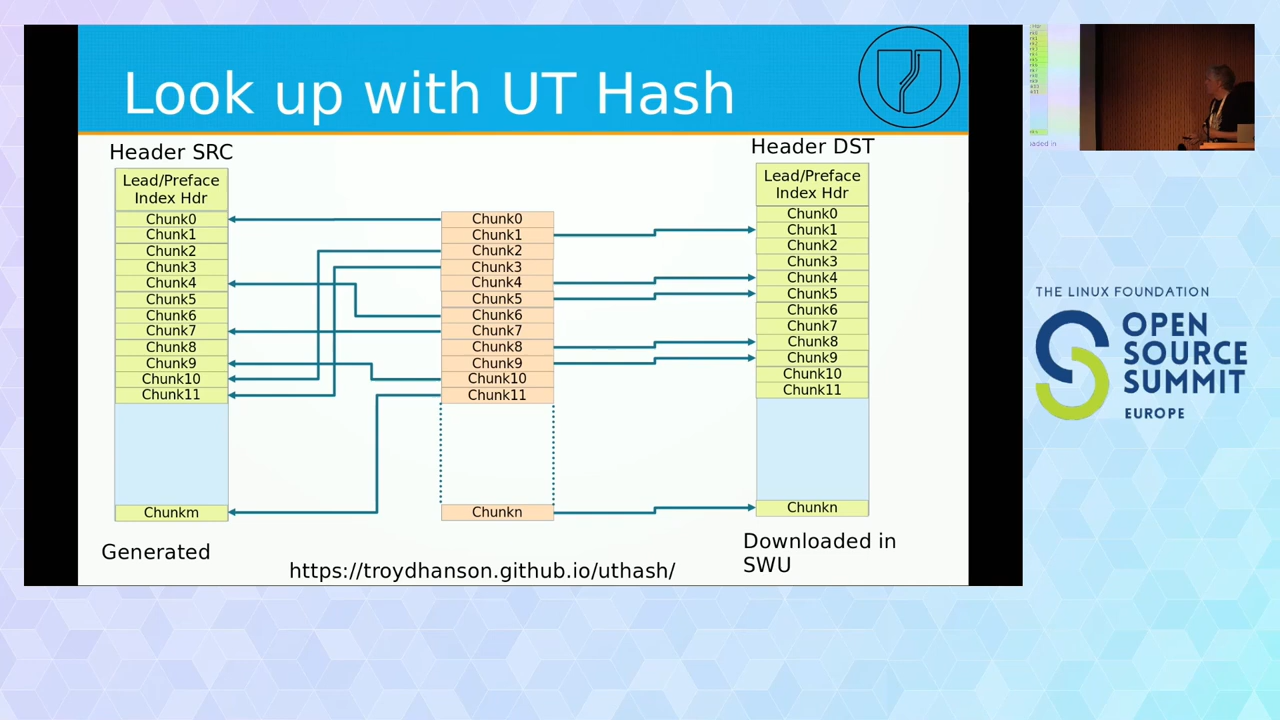 Look up with UT Hash
Header SRC
Lead/Preface
Index Hdr
Chunk0
Chunk1
Chunk2
Chunk3
Chunk4
Chunk5
Chunk6
Chunk7
Chunk8
Chunk9
Chunk10
Chunk11
Chunkm
Generated
Chunk0
Chunk1
Chunk2
Chunk3
Chunk4
Chunk5
Chunk6
Chunk7
Chunk8
Chunk9
Chunk10
Chunk11
Chunkn
https://troydhanson.github.io/uthash/
Header DST
Lead/Preface
Index Hdr
Chunk0
Chunk1
Chunk2
Chunk3
Chunk4
Chunk5
Chunk6
Chunk7
Chunk8
Chunk9
Chunk10
Chunk11
Chunkn
Downloaded in
SWU
THE LINUX FOUNDATION
OPEN
SOURCE
SUMMIT
EUROPE